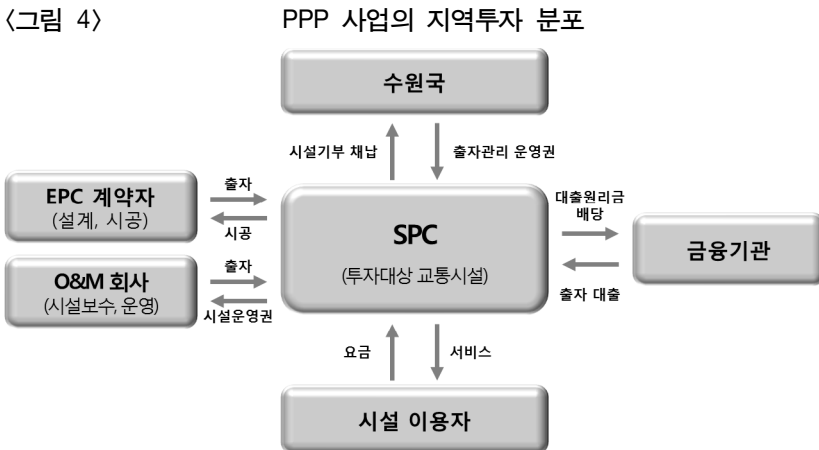 〈그림 4〉 PPP 사업의 지역투자 분포
수원국
시설기부 채납
출자관리 운영권
EPC 계약자
(설계, 시공)
출자
시공
O&M 회사
(시설보수, 운영)
출자
시설운영권
SPC
(투자대상 교통시설)
대출원리금
배당
출자 대출
금융기관
요금
서비스
시설 이용자